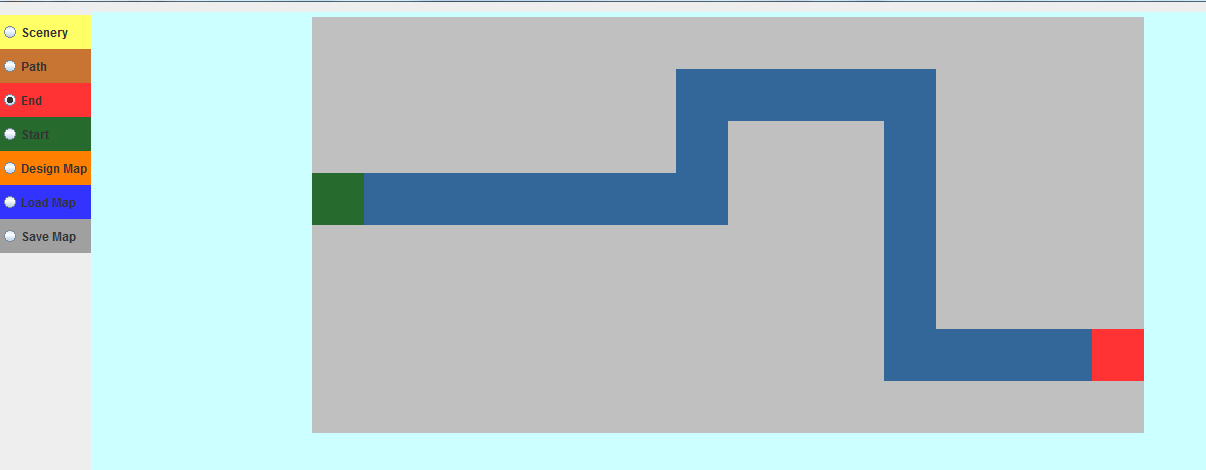 Scenery
Path
End
Start
Design Map
Load Map
Save Map